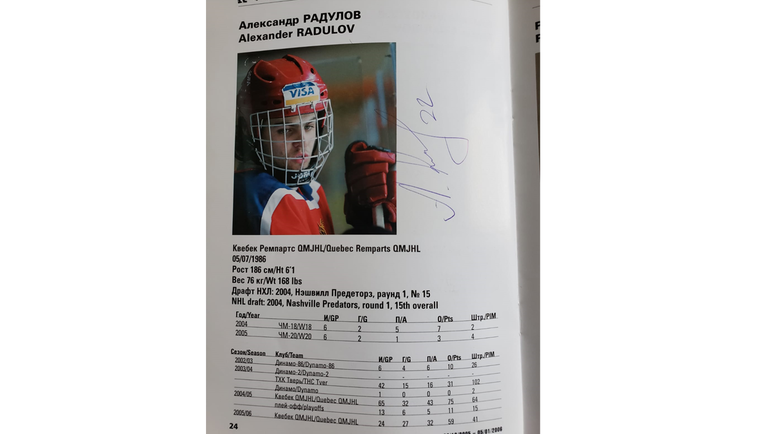 Александр РАДУЛОВ
Alexander RADULOV
VISA
22
Квебек Ремпартс QMJHL/Quebec Remparts QMJHL
05/07/1986
Рост 186 см/Ht 6'1
Вес 76 кг/Wt 168 lbs
Драфт НХЛ: 2004, Нэшвилл Предеторз, раунд 1, № 15
NHL draft: 2004, Nashville Predators, round 1, 15th overall
Год/Year И/GP Г/G П/A О/Pts Штр./PIM
2004 ЧМ-18/W18 6 2 5 7 2
2005 ЧМ-20/W20 6 2 1 3 4
Сезон/Season Клуб/Team И/GP Г/G П/A О/Pts Штр./PIM
2002/03 Динамо-86/Dynamo-86 6 4 6 10 26
2003/04 Динамо-2/Dynamo-2 - - - - -
ТХК Тверь/THC Tver 42 15 16 31 102
Динамо/Dynamo 1 0 0 0 2
2004/05 Квебек Ремпартс/Quebec QMJHL 65 32 43 75 64
плей-офф/playoffs 13 6 5 11 15
2005/06 Квебек QMJHL/Quebec QMJHL 24 27 32 59 41
24
05/01/2006